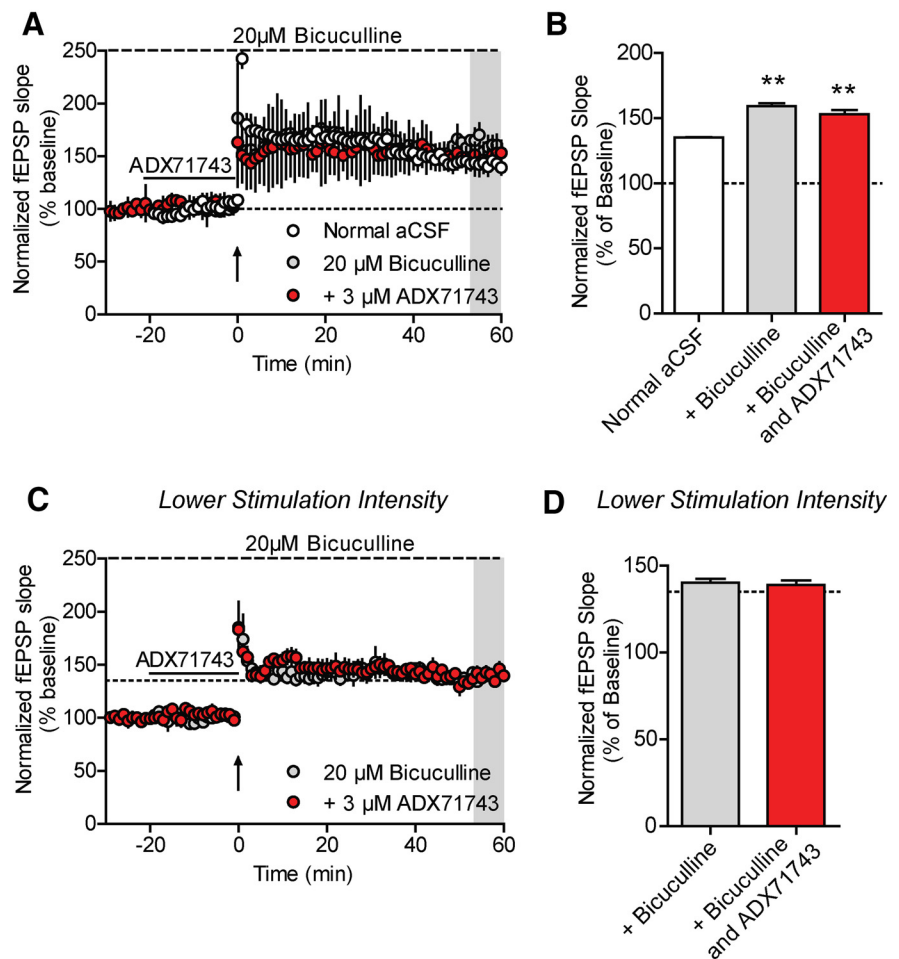 A
20µM Bicuculline
Normalized fEPSP slope
(% baseline)
250
200
150
100
50
0
ADX71743
Normal aCSF
20 µM Bicuculline
+ 3 µM ADX71743
-20
0
20
40
60
Time (min)
B
Normalized fEPSP Slope
(% of Baseline)
200
150
100
50
0
**
**
Normal aCSF
+ Bicuculline
+ Bicuculline
and ADX71743
C
Lower Stimulation Intensity
20µM Bicuculline
Normalized fEPSP slope
(% baseline)
250
200
150
100
50
0
ADX71743
20 µM Bicuculline
+ 3 µM ADX71743
-20
0
20
40
60
Time (min)
D
Lower Stimulation Intensity
Normalized fEPSP Slope
(% of Baseline)
150
100
50
0
+ Bicuculline
+ Bicuculline
and ADX71743